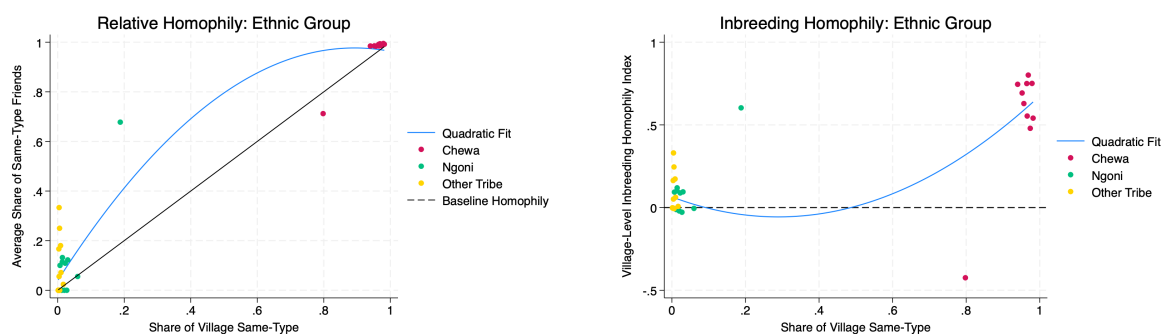 Relative Homophily: Ethnic Group
Average Share of Same-Type Friends
1
.8
.6
.4
.2
0
0 .2 .4 .6 .8 1
Share of Village Same-Type
Quadratic Fit
Chewa
Ngoni
Other Tribe
Baseline Homophily
Inbreeding Homophily: Ethnic Group
Village-Level Inbreeding Homophily Index
1
.5
0
-.5
0 .2 .4 .6 .8 1
Share of Village Same-Type
Quadratic Fit
Chewa
Ngoni
Other Tribe